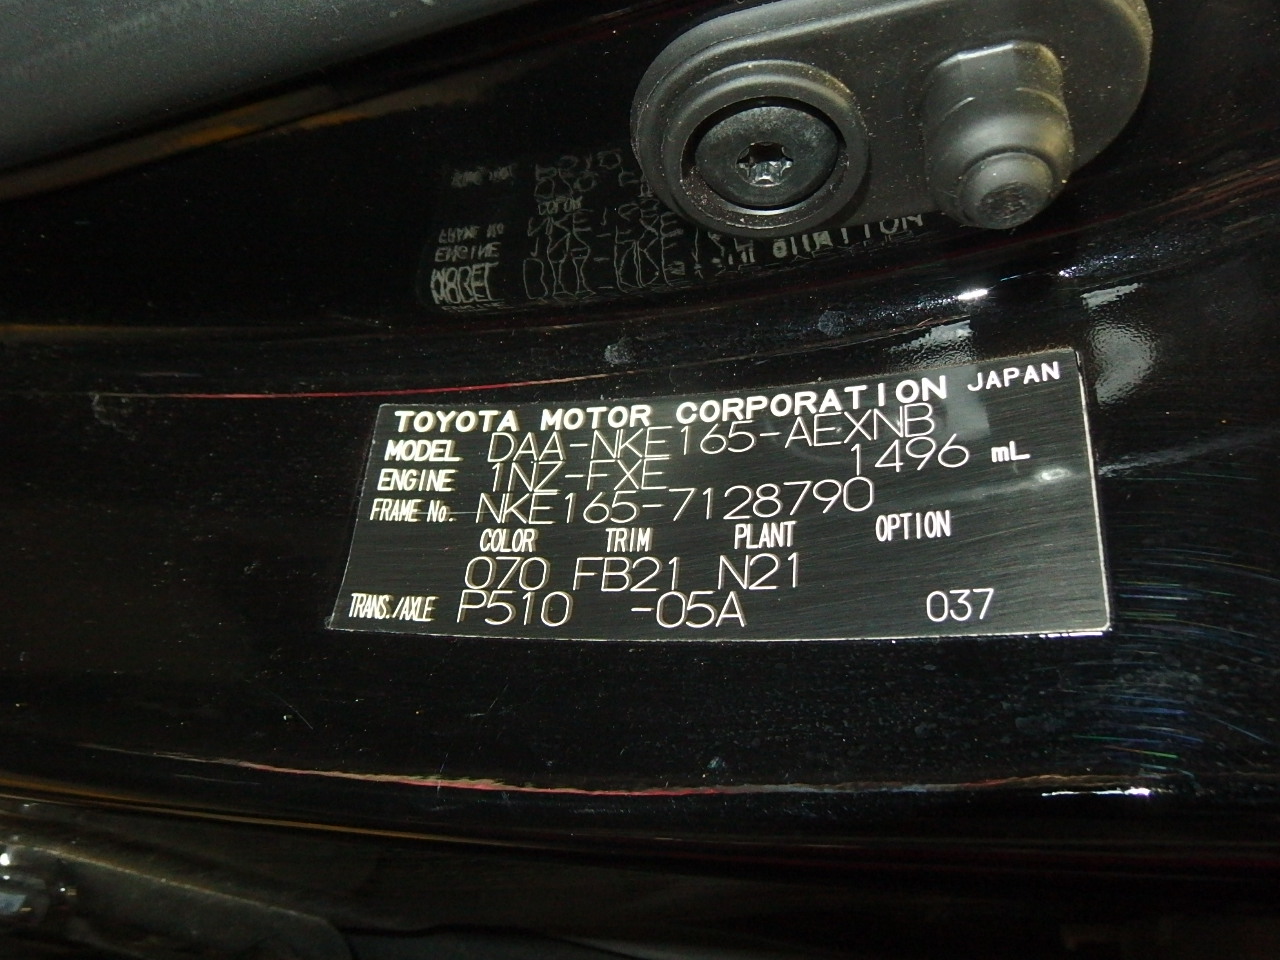 TOYOTA MOTOR CORPORATION JAPAN
MODEL DAA-NKE165-AEXNB
ENGINE 1NZ-FXE 1496 mL
FRAME No. NKE165-7128790
COLOR TRIM PLANT OPTION
070 FB21 N21
TRANS./AXLE P510 -05A 037